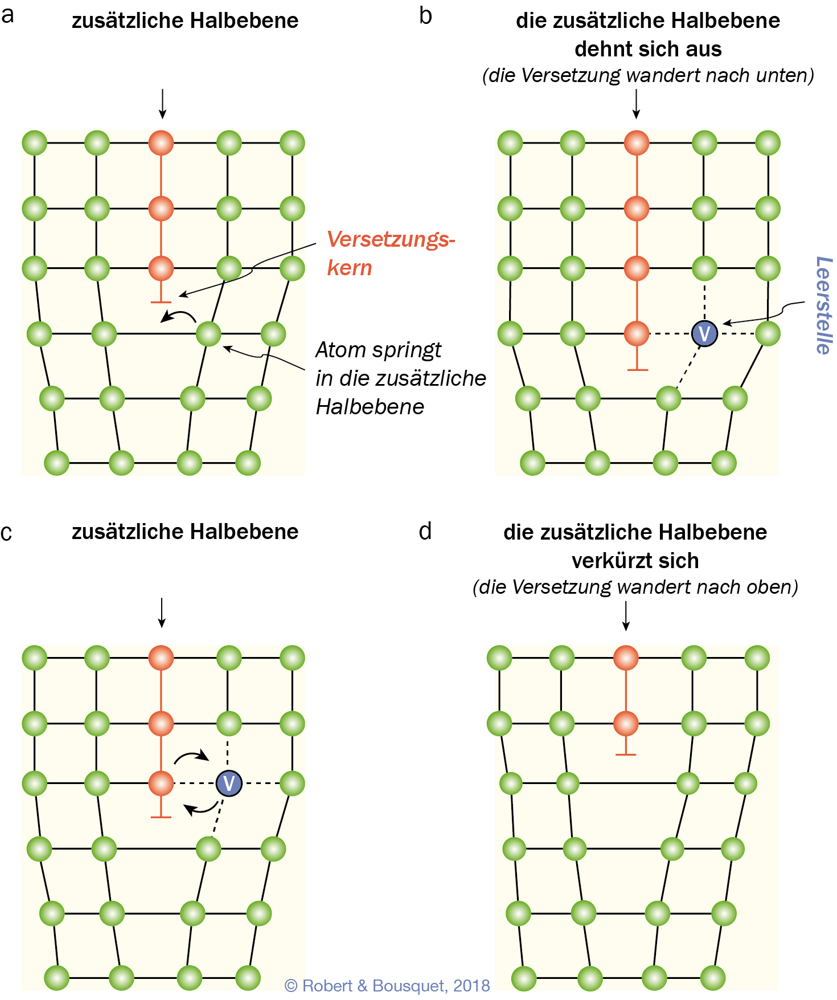 a
zusätzliche Halbebene
b
die zusätzliche Halbebene
dehnt sich aus
(die Versetzung wandert nach unten)
Versetzungs-
kern
Atom springt
in die zusätzliche
Halbebene
V
Leerstelle
c
zusätzliche Halbebene
V
d
die zusätzliche Halbebene
verkürzt sich
(die Versetzung wandert nach oben)
© Robert & Bousquet, 2018